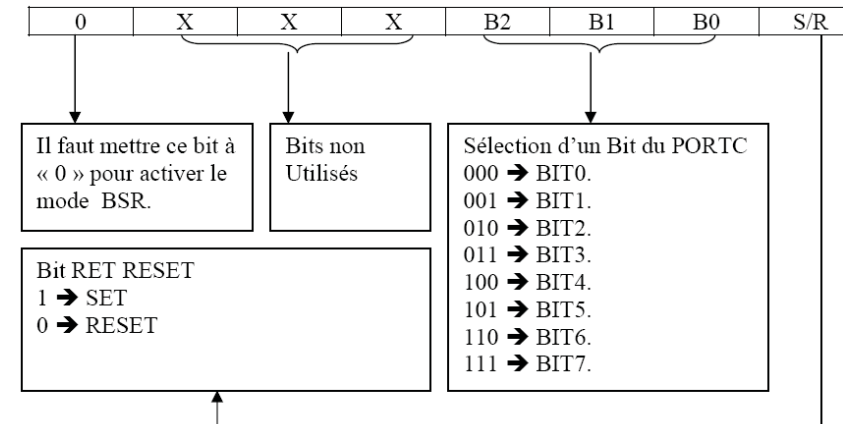 0 X X X B2 B1 B0 S/R
Il faut mettre ce bit à
« 0 » pour activer le
mode BSR.
Bits non
Utilisés
Sélection d’un Bit du PORTC
000 ➔ BIT0.
001 ➔ BIT1.
010 ➔ BIT2.
011 ➔ BIT3.
100 ➔ BIT4.
101 ➔ BIT5.
110 ➔ BIT6.
111 ➔ BIT7.
Bit RET RESET
1 ➔ SET
0 ➔ RESET